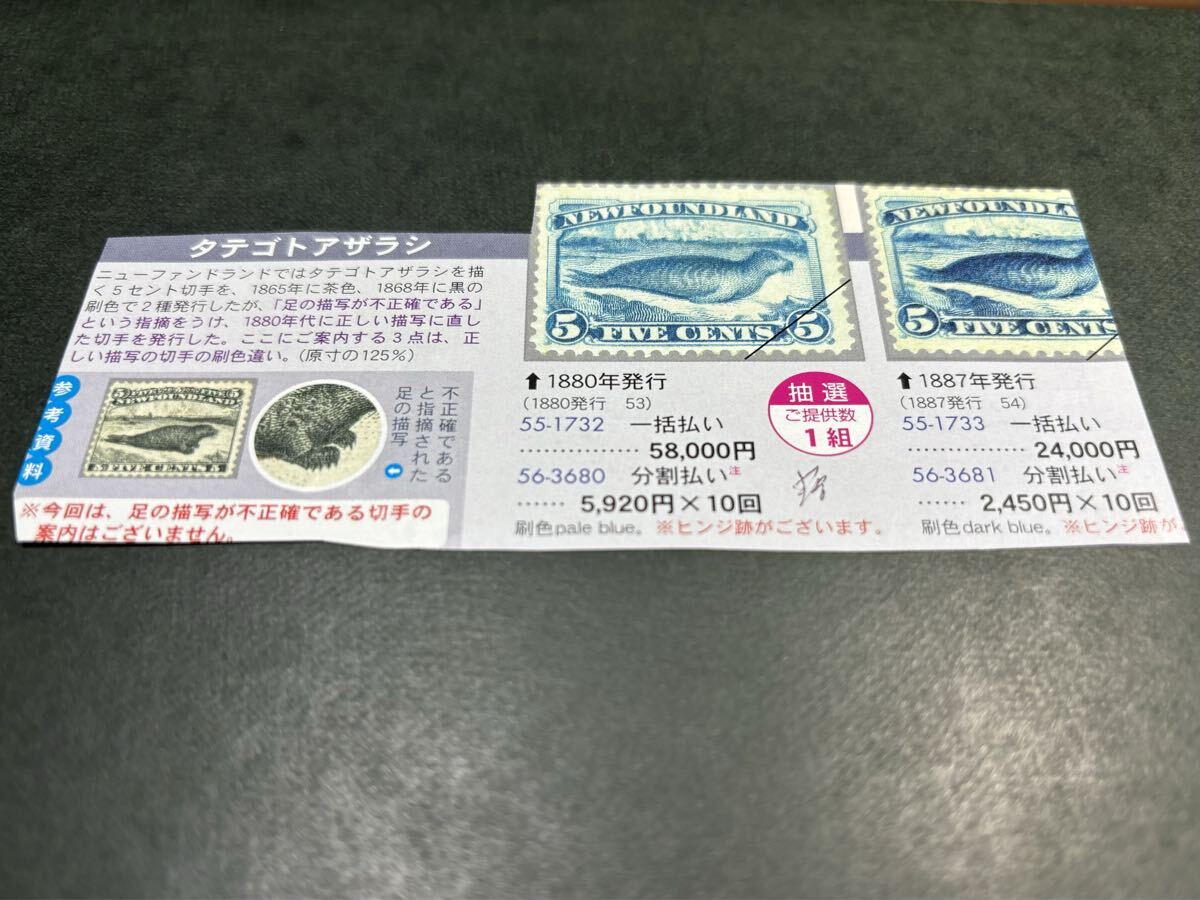 タテゴトアザラシ
ニューファンドランドではタテゴトアザラシを描
く5セント切手を、1865年に茶色、1868年に黒の
刷色で2種発行したが、「足の描写が不正確である」
という指摘をうけ、1880年代に正しい描写に直し
た切手を発行した。ここにご案内する3点は、正
しい描写の切手の刷色違い。(原寸の125%)
参考資料
5 5
NEWFOUNDLAND
FIVE CENTS
不正確である
と指摘された
足の描写
※今回は、足の描写が不正確である切手の
案内はございません。
NEWFOUNDLAND
5 FIVE CENTS 5
⬆1880年発行
(1880発行 53)
55-1732 一括払い
……………… 58,000円
56-3680 分割払い注
…… 5,920円×10回
刷色pale blue。※ヒンジ跡がございます。
抽選
ご提供数
1組
NEWFOUNDLA
5 FIVE CENTS
⬆1887年発行
(1887発行 54)
55-1733 一括払い
……………… 24,000円
56-3681 分割払い注
…… 2,450円×10回
刷色dark blue。※ヒンジ跡が